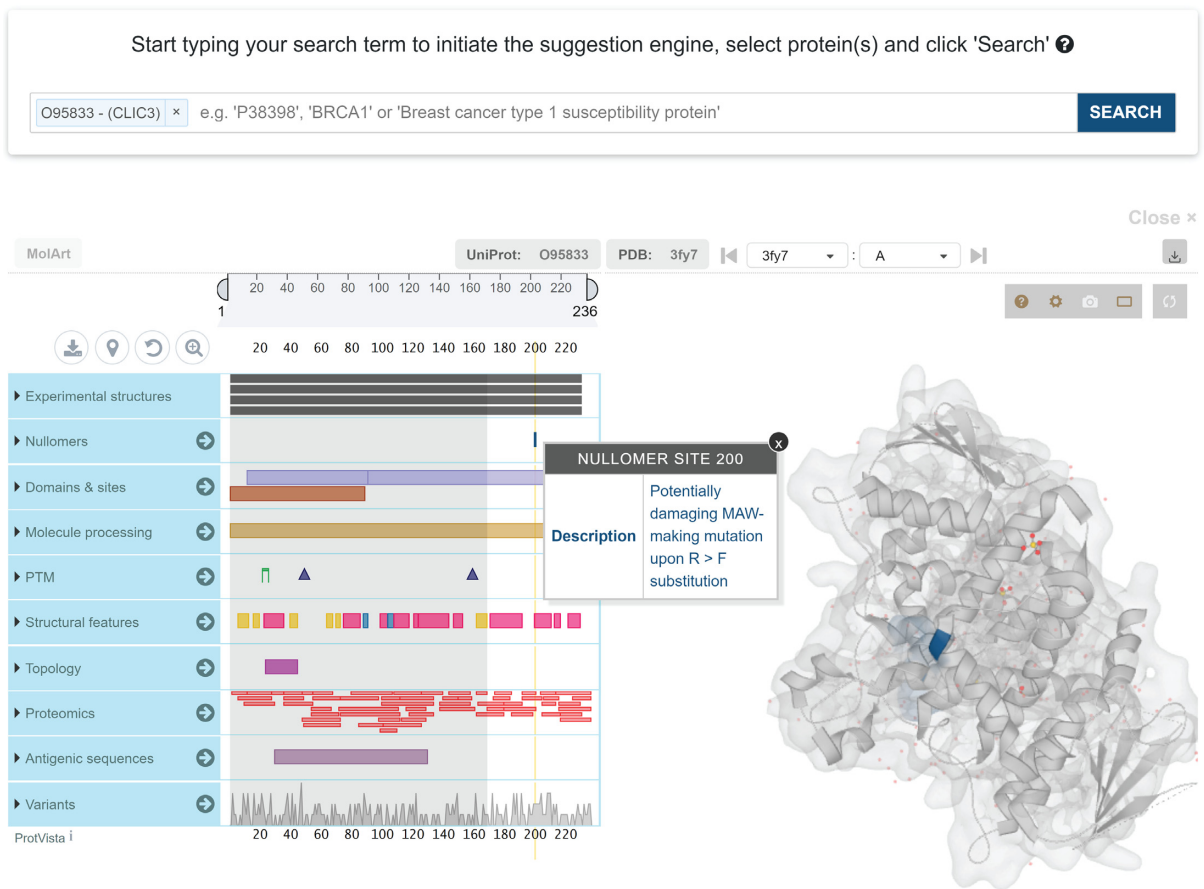 Start typing your search term to initiate the suggestion engine, select protein(s) and click 'Search' ?
O95833 - (CLIC3) × e.g. 'P38398', 'BRCA1' or 'Breast cancer type 1 susceptibility protein' SEARCH
Close ×
MolArt UniProt: O95833 PDB: 3fy7 3fy7 : A
20 40 60 80 100 120 140 160 180 200 220
1 236
20 40 60 80 100 120 140 160 180 200 220
Experimental structures
Nullomers
Domains & sites
Molecule processing
PTM
Structural features
Topology
Proteomics
Antigenic sequences
Variants
x
NULLOMER SITE 200
Description
Potentially
damaging MAW-
making mutation
upon R > F
substitution
20 40 60 80 100 120 140 160 180 200 220
ProtVista i
?